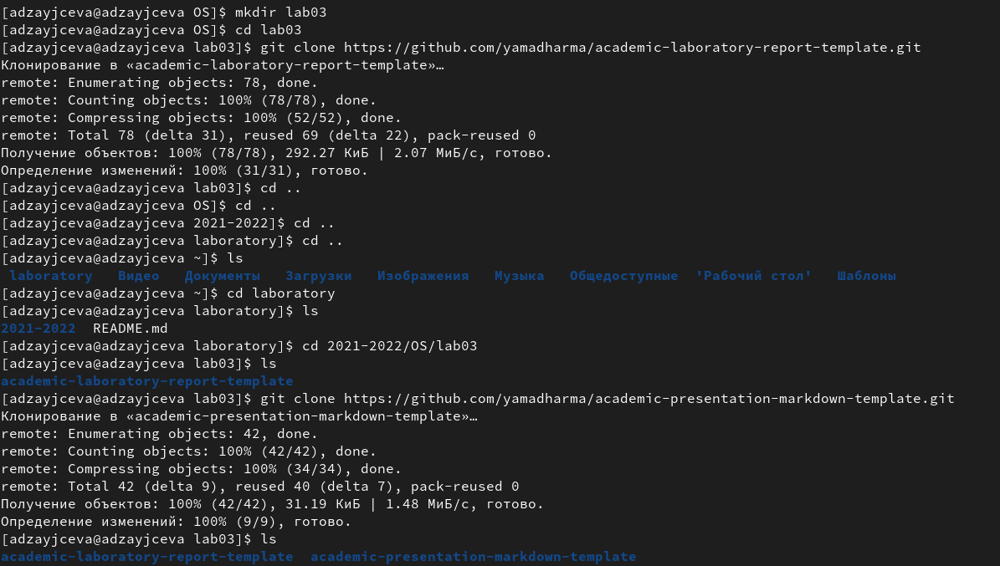 [adzayjceva@adzayjceva OS]$ mkdir lab03
[adzayjceva@adzayjceva OS]$ cd lab03
[adzayjceva@adzayjceva lab03]$ git clone https://github.com/yamadharma/academic-laboratory-report-template.git
Клонирование в «academic-laboratory-report-template»…
remote: Enumerating objects: 78, done.
remote: Counting objects: 100% (78/78), done.
remote: Compressing objects: 100% (52/52), done.
remote: Total 78 (delta 31), reused 69 (delta 22), pack-reused 0
Получение объектов: 100% (78/78), 292.27 КиБ | 2.07 МиБ/с, готово.
Определение изменений: 100% (31/31), готово.
[adzayjceva@adzayjceva lab03]$ cd ..
[adzayjceva@adzayjceva OS]$ cd ..
[adzayjceva@adzayjceva 2021-2022]$ cd ..
[adzayjceva@adzayjceva laboratory]$ cd ..
[adzayjceva@adzayjceva ~]$ ls
laboratory Видео Документы Загрузки Изображения Музыка Общедоступные 'Рабочий стол' Шаблоны
[adzayjceva@adzayjceva ~]$ cd laboratory
[adzayjceva@adzayjceva laboratory]$ ls
2021-2022 README.md
[adzayjceva@adzayjceva laboratory]$ cd 2021-2022/OS/lab03
[adzayjceva@adzayjceva lab03]$ ls
academic-laboratory-report-template
[adzayjceva@adzayjceva lab03]$ git clone https://github.com/yamadharma/academic-presentation-markdown-template.git
Клонирование в «academic-presentation-markdown-template»…
remote: Enumerating objects: 42, done.
remote: Counting objects: 100% (42/42), done.
remote: Compressing objects: 100% (34/34), done.
remote: Total 42 (delta 9), reused 40 (delta 7), pack-reused 0
Получение объектов: 100% (42/42), 31.19 КиБ | 1.48 МиБ/с, готово.
Определение изменений: 100% (9/9), готово.
[adzayjceva@adzayjceva lab03]$ ls
academic-laboratory-report-template academic-presentation-markdown-template